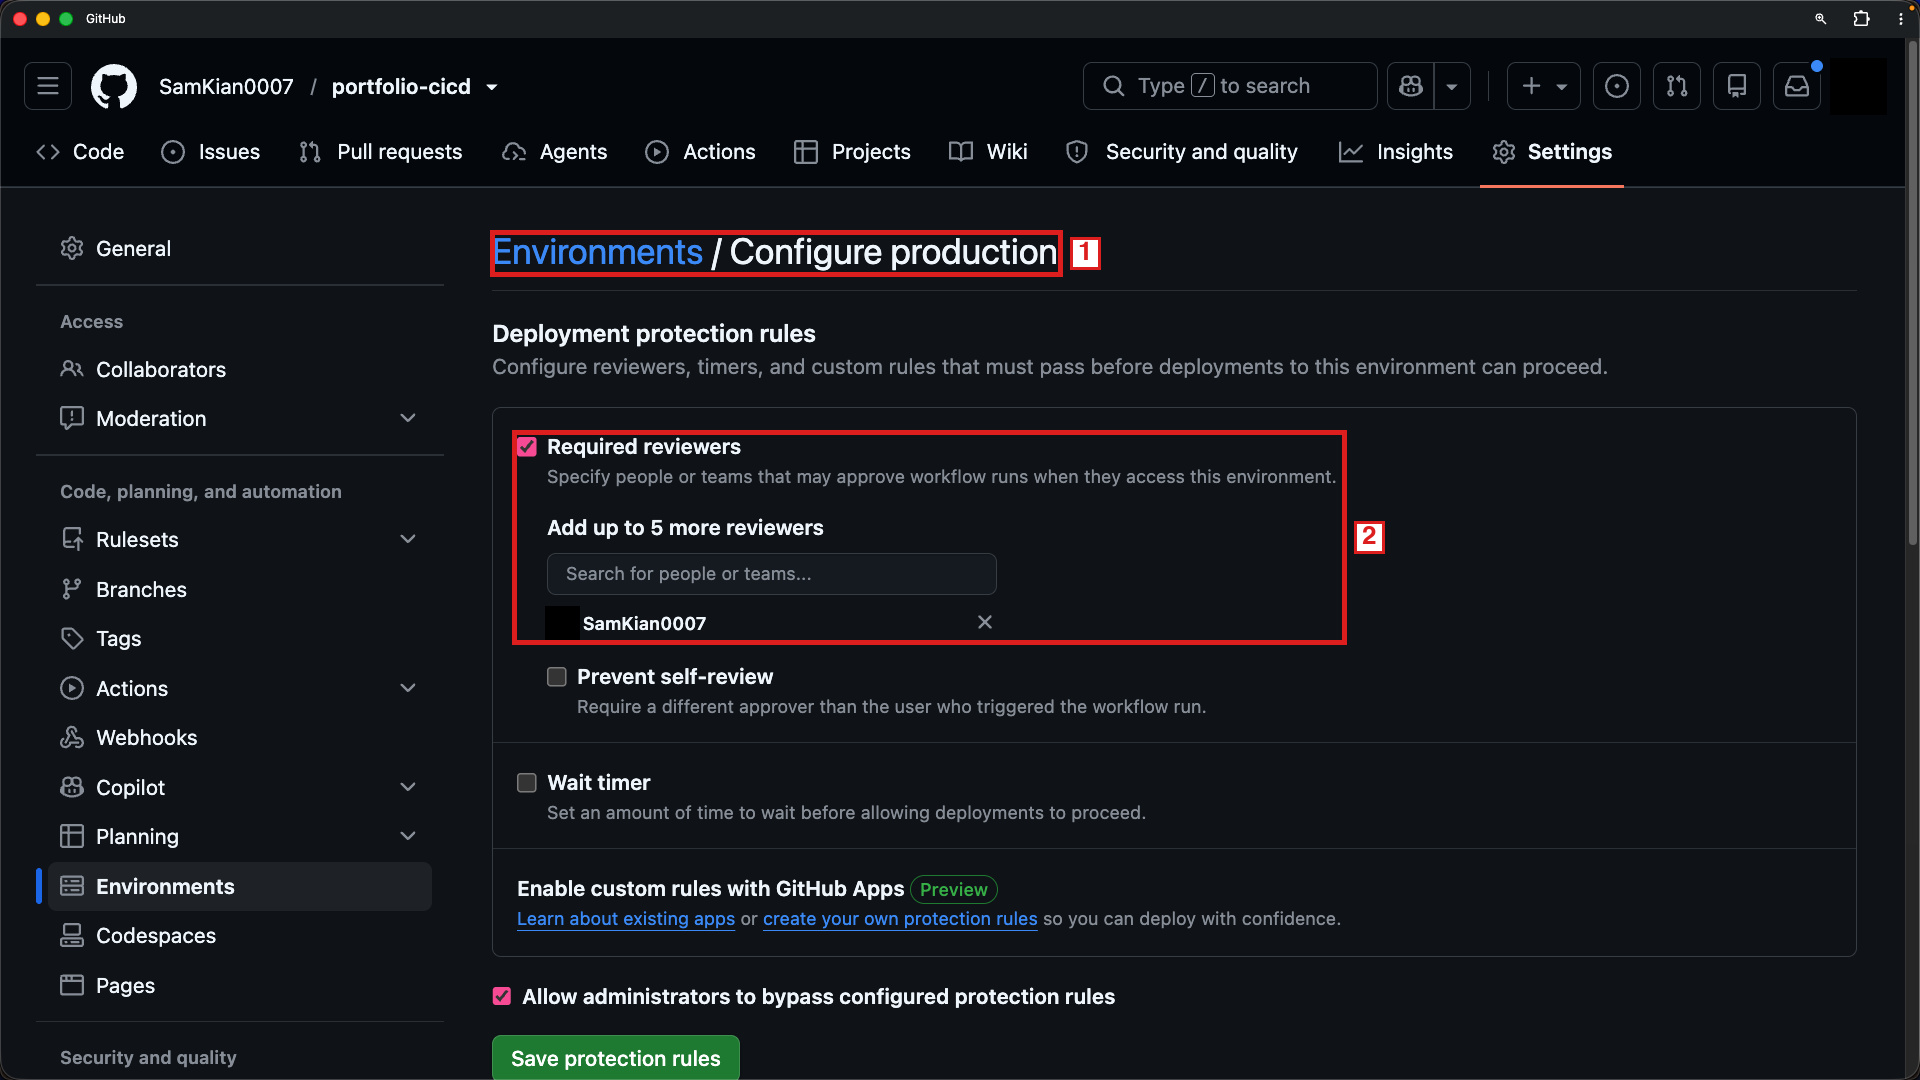 GitHub
SamKian0007 / portfolio-cicd
Type / to search
Code
Issues
Pull requests
Agents
Actions
Projects
Wiki
Security and quality
Insights
Settings
General
Access
Collaborators
Moderation
Code, planning, and automation
Rulesets
Branches
Tags
Actions
Webhooks
Copilot
Planning
Environments
Codespaces
Pages
Security and quality
Environments / Configure production
1
Deployment protection rules
Configure reviewers, timers, and custom rules that must pass before deployments to this environment can proceed.
Required reviewers
Specify people or teams that may approve workflow runs when they access this environment.
Add up to 5 more reviewers
Search for people or teams...
SamKian0007
2
Prevent self-review
Require a different approver than the user who triggered the workflow run.
Wait timer
Set an amount of time to wait before allowing deployments to proceed.
Enable custom rules with GitHub Apps Preview
Learn about existing apps or create your own protection rules so you can deploy with confidence.
Allow administrators to bypass configured protection rules
Save protection rules